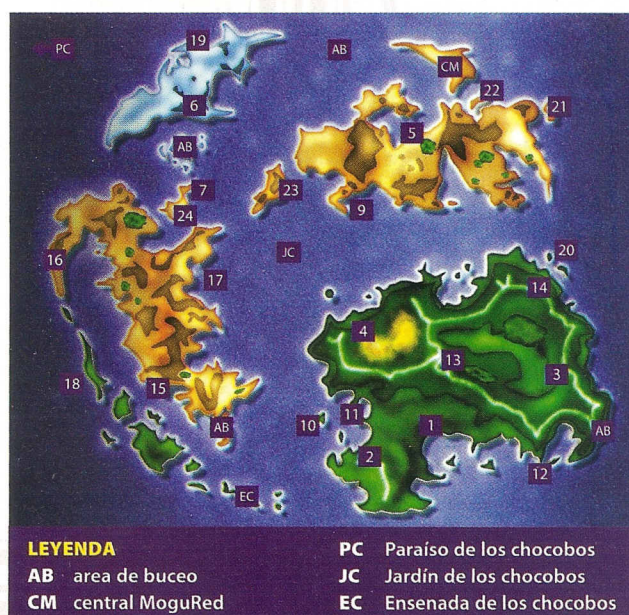 19
PC
AB
CM
22
21
6
5
AB
7
23
24
9
JC
16
17
20
14
4
13
3
18
15
11
10
1
AB
AB
2
12
EC
LEYENDA
AB area de buceo
CM central MoguRed
PC Paraíso de los chocobos
JC Jardín de los chocobos
EC Ensenada de los chocobos